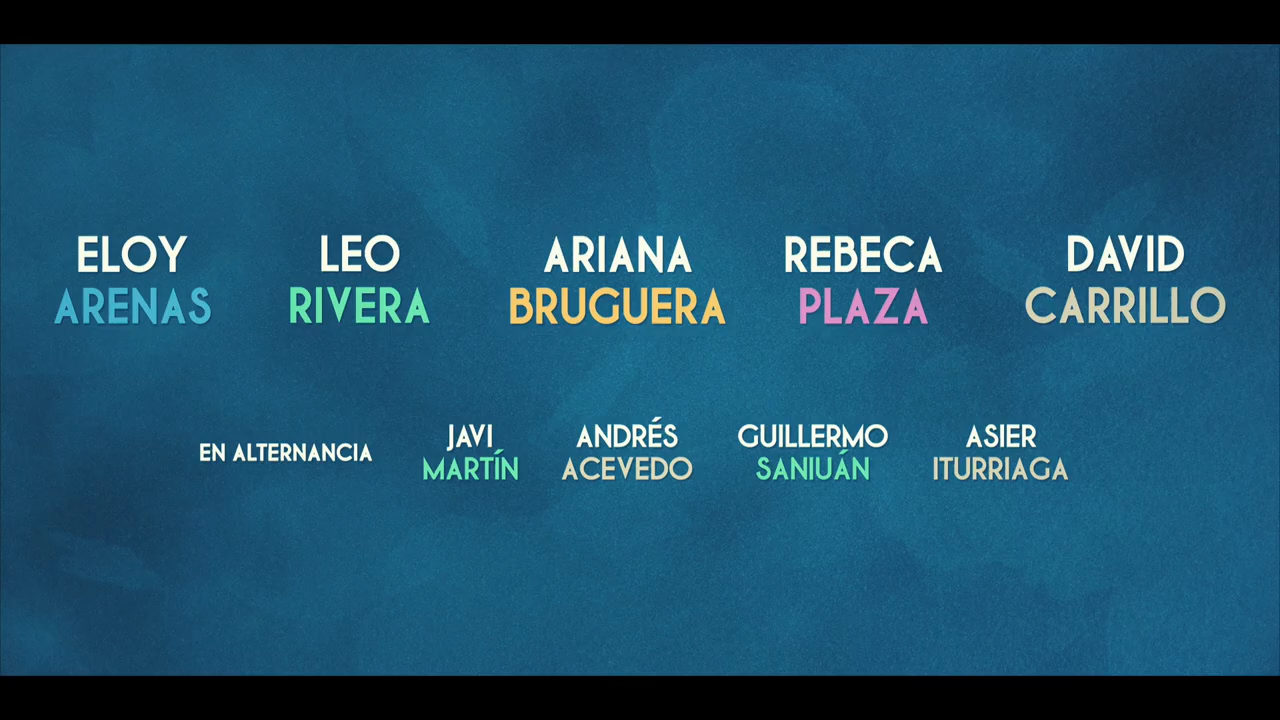 ELOY ARENAS
LEO RIVERA
ARIANA BRUGUERA
REBECA PLAZA
DAVID CARRILLO
EN ALTERNANCIA
JAVI MARTÍN
ANDRÉS ACEVEDO
GUILLERMO SANIUÁN
ASIER ITURRIAGA